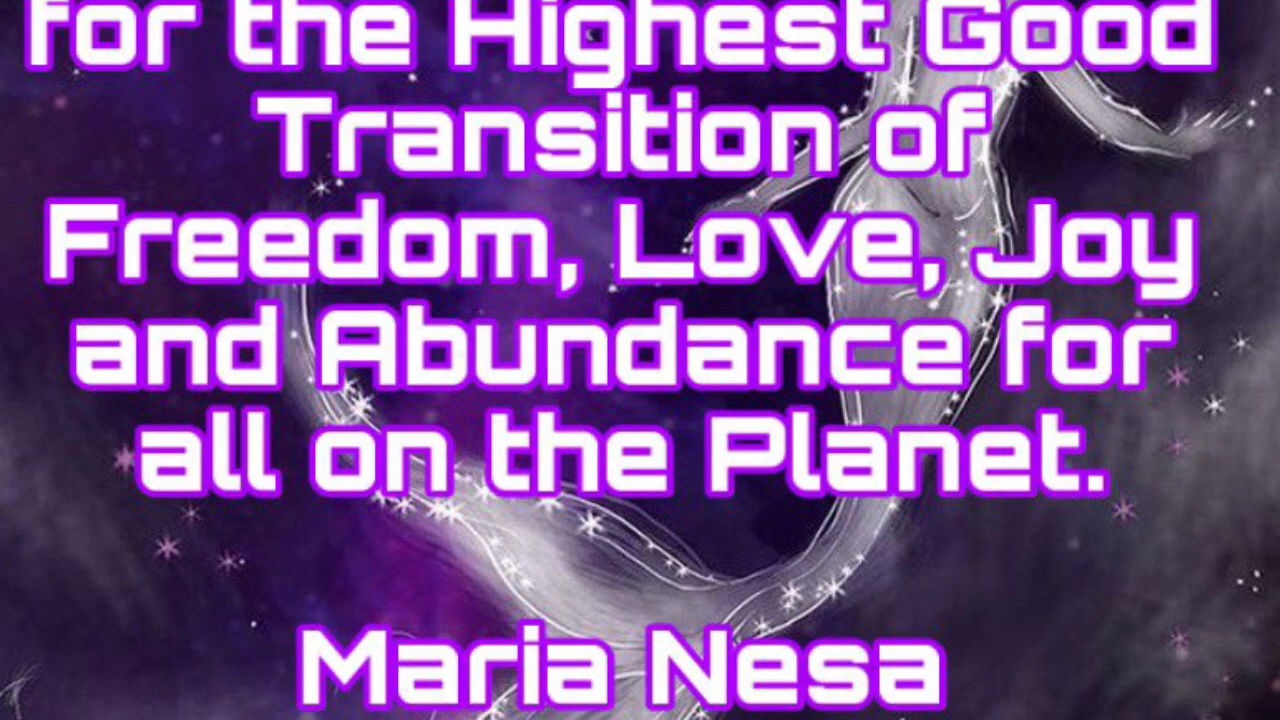 for the Highest Good
Transition of
Freedom, Love, Joy
and Abundance for
all on the Planet.
Maria Nesa